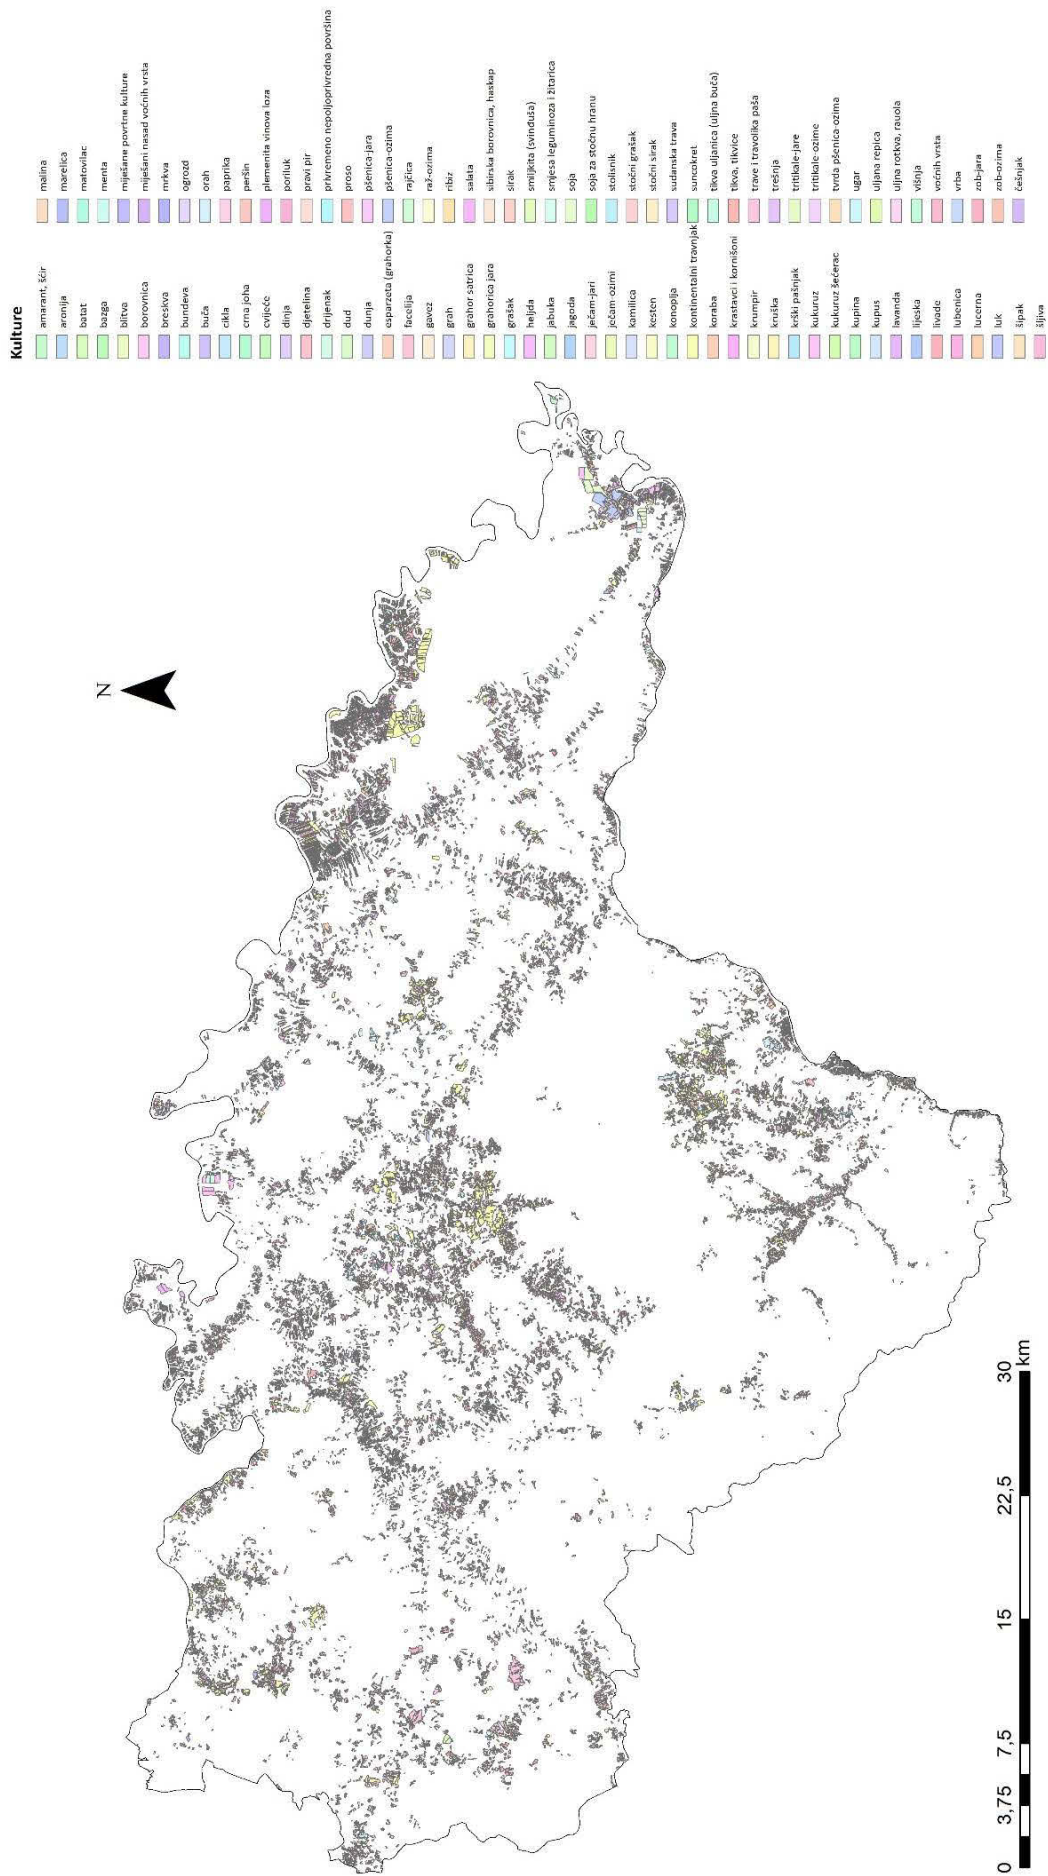 Kulture
amarant, šćir
aronija
batat
bazga
blitva
borovnica
breskva
bundeva
buča
cikla
crna joha
cvijeće
dinja
djetelina
drijenak
dud
dunja
esparzeta (grahorka)
facelija
gavez
grah
grahor satrica
grahorica jara
grašak
heljda
jabuka
jagoda
ječam-jari
ječam-ozimi
kamilica
kesten
konoplja
kontinentalni travnjak
koraba
krastavci i kornišoni
krumpir
kruška
krški pašnjak
kukuruz
kukuruz šećerac
kupina
kupus
lavanda
lijeska
livade
lubenica
lucerna
luk
šipak
šljiva
malina
marelica
matovilac
menta
miješane povrtne kulture
miješani nasad voćnih vrsta
mrkva
ogrozd
orah
paprika
peršin
plemenita vinova loza
poriluk
pravi pir
privremeno nepoljoprivredna površina
proso
pšenica-jara
pšenica-ozima
rajčica
raž-ozima
ribiz
salata
sibirska borovnica, haskap
sirak
smiljkita (svinđuša)
smjesa leguminoza i žitarica
soja
soja za stočnu hranu
stolisnik
stočni grašak
stočni sirak
sudanska trava
suncokret
tikva uljanica (uljna buča)
tikva, tikvice
trave i travolika paša
trešnja
tritikale-jare
tritikale-ozime
tvrda pšenica-ozima
ugar
uljana repica
uljna rotkva, rauola
višnja
voćnih vrsta
vrba
zob-jara
zob-ozima
češnjak
N
0 3,75 7,5 15 22,5 30
km